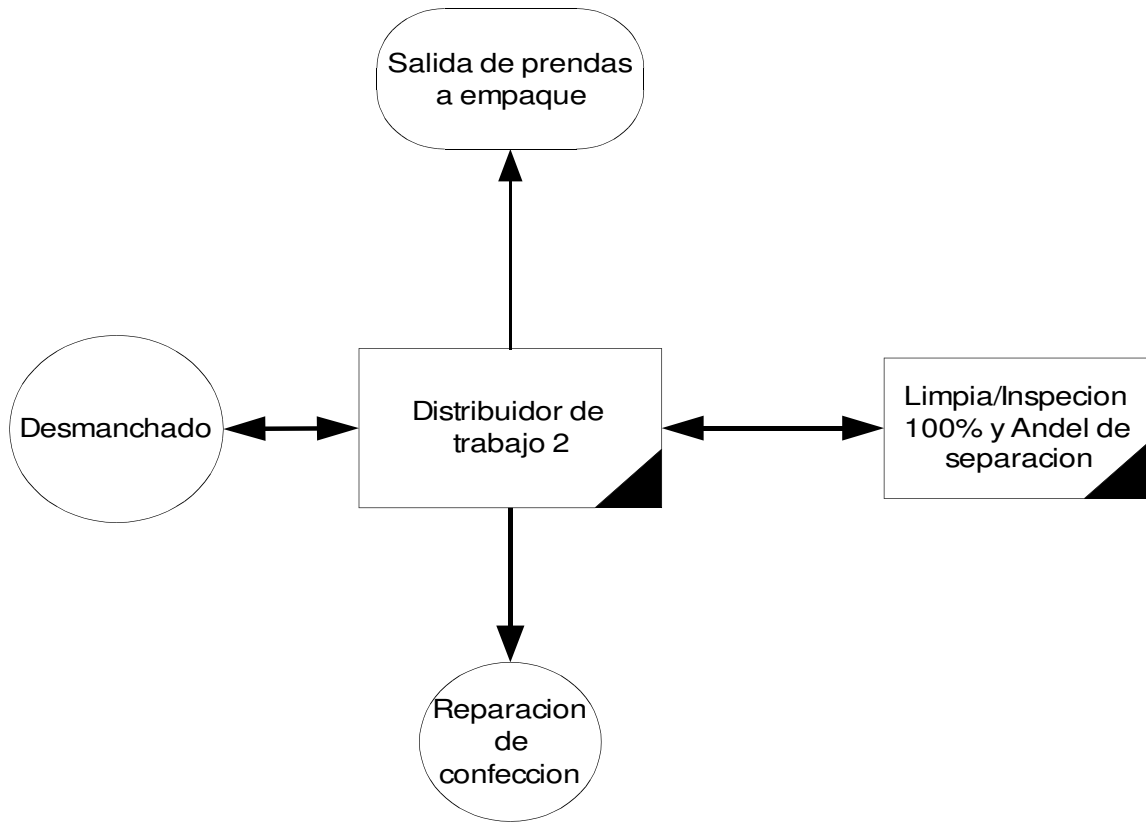 Salida de prendas
a empaque
Desmanchado
Distribuidor de
trabajo 2
Limpia/Inspecion
100% y Andel de
separacion
Reparacion
de
confeccion